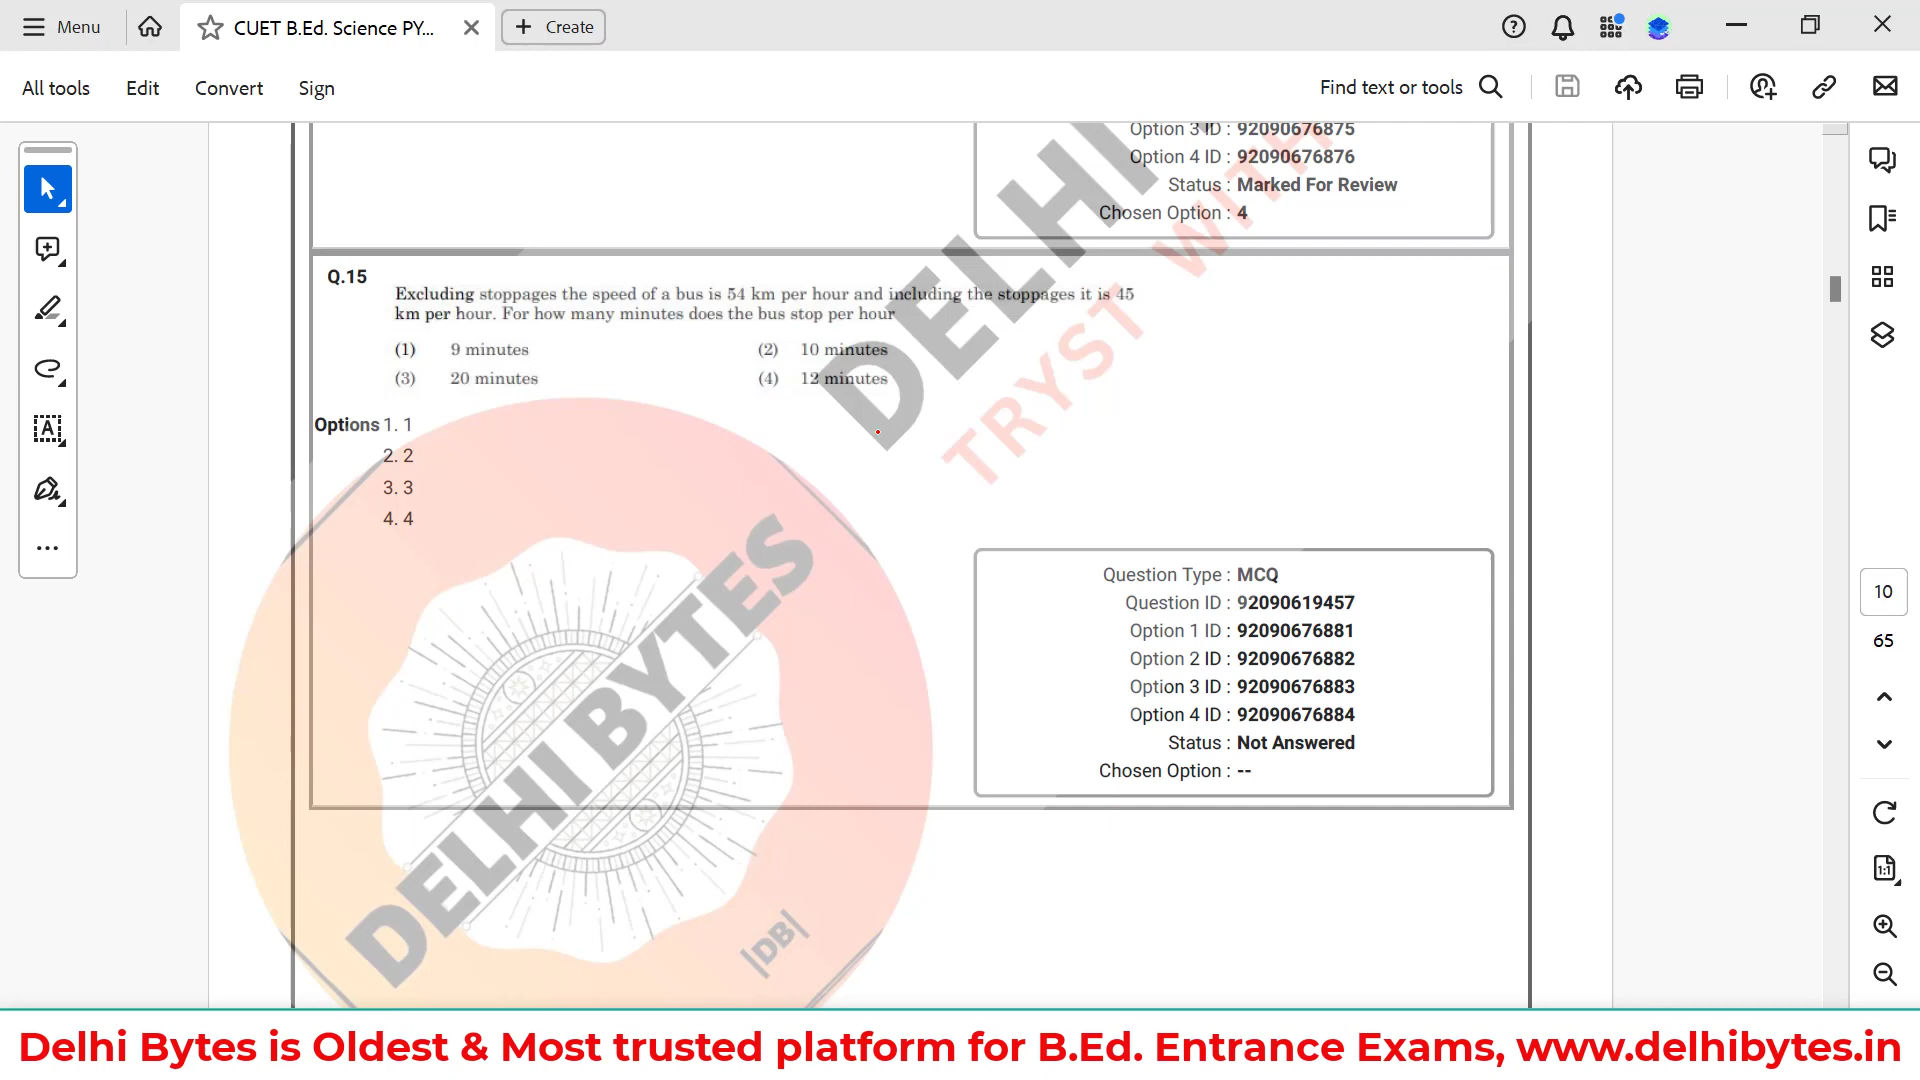 Menu
CUET B.Ed. Science PY...
Create
All tools
Edit
Convert
Sign
Find text or tools
Option 3 ID : 92090676875
Option 4 ID : 92090676876
Status : Marked For Review
Chosen Option : 4
Q.15
Excluding stoppages the speed of a bus is 54 km per hour and including the stoppages it is 45
km per hour. For how many minutes does the bus stop per hour
(1) 9 minutes (2) 10 minutes
(3) 20 minutes (4) 12 minutes
Options 1. 1
2. 2
3. 3
4. 4
Question Type : MCQ
Question ID : 92090619457
Option 1 ID : 92090676881
Option 2 ID : 92090676882
Option 3 ID : 92090676883
Option 4 ID : 92090676884
Status : Not Answered
Chosen Option : --
DELHI
TRYST WITH
DELHI BYTES
|DB|
10
65
1:1
Delhi Bytes is Oldest & Most trusted platform for B.Ed. Entrance Exams, www.delhibytes.in